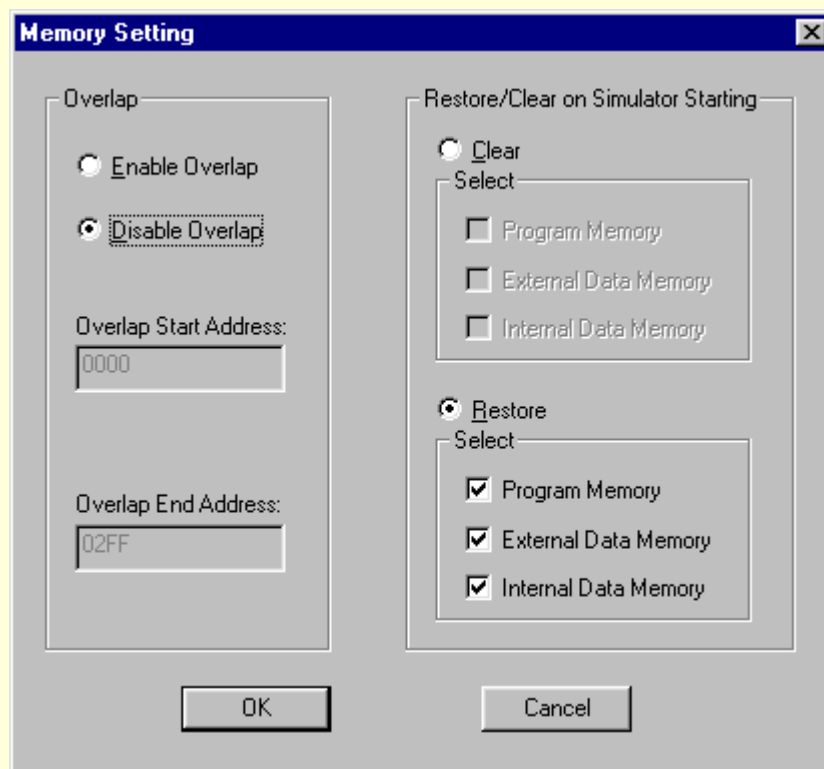 Memory Setting
Overlap
Enable Overlap
Disable Overlap
Overlap Start Address:
0000
Overlap End Address:
02FF
Restore/Clear on Simulator Starting
Clear
Select
Program Memory
External Data Memory
Internal Data Memory
Restore
Select
Program Memory
External Data Memory
Internal Data Memory
OK
Cancel